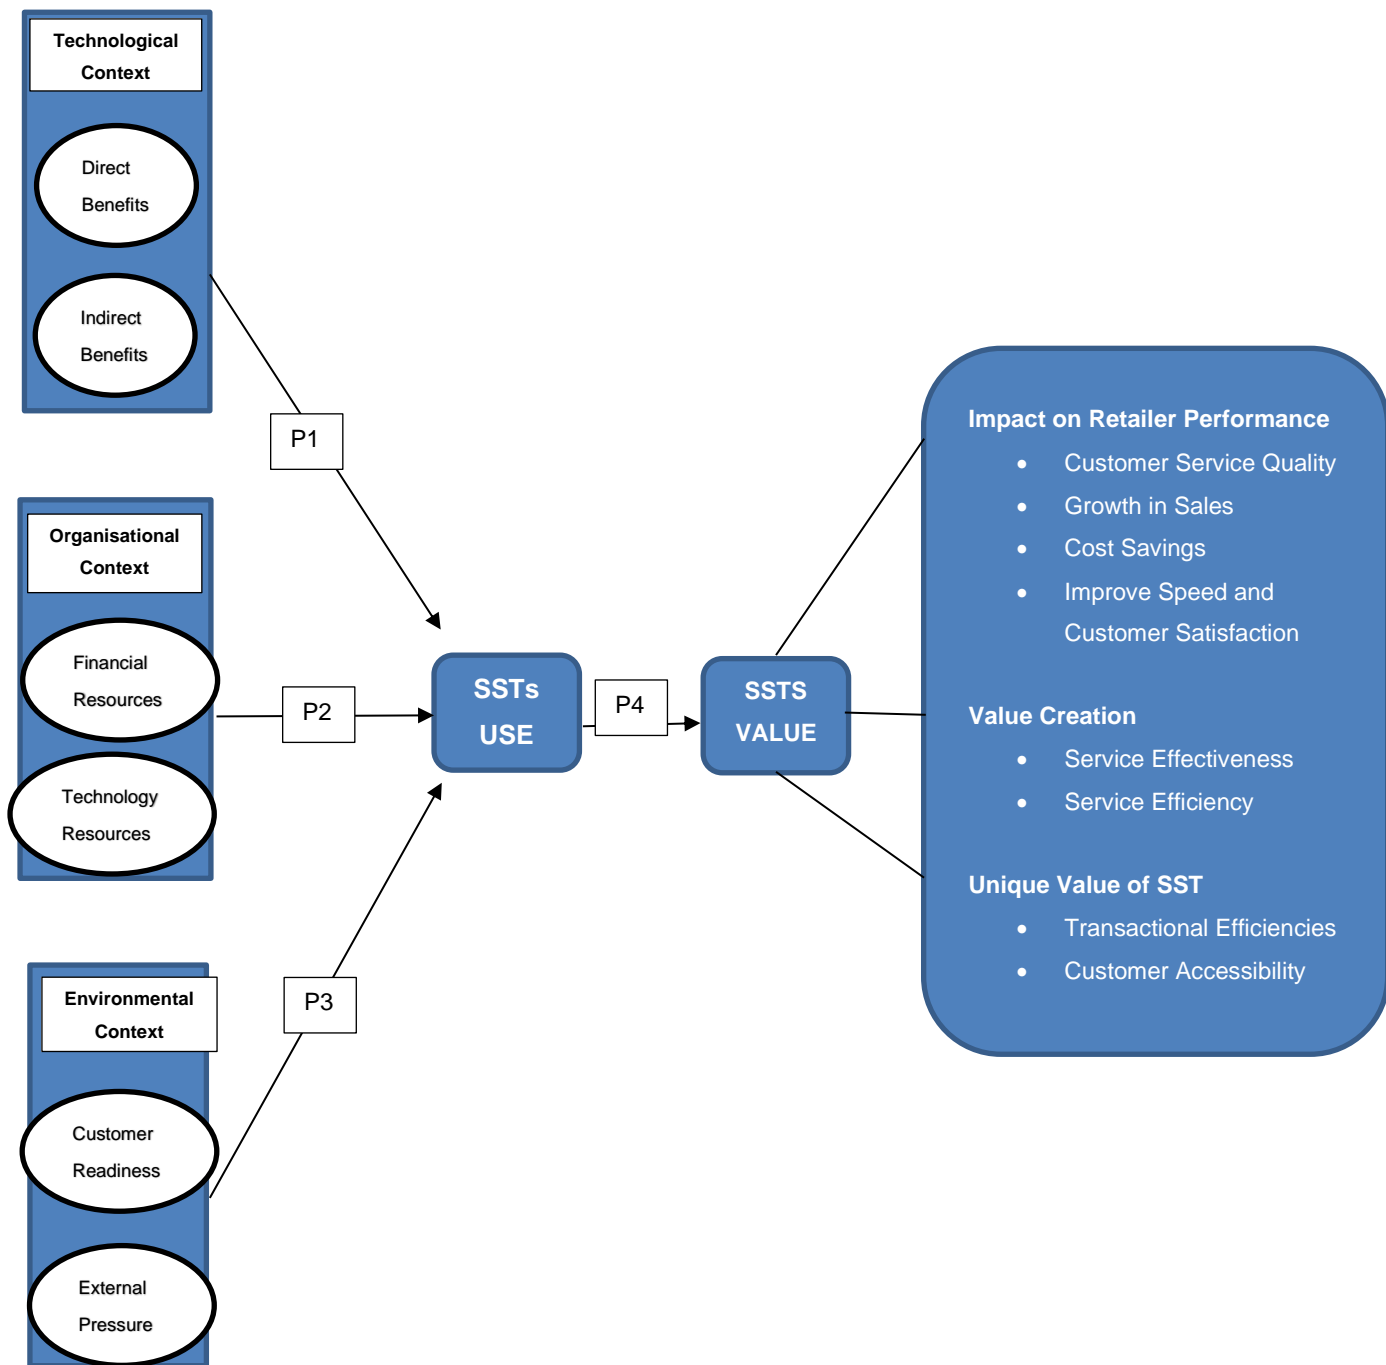 Technological
Context
Direct
Benefits
Indirect
Benefits
P1
Organisational
Context
Financial
Resources
Technology
Resources
P2
Environmental
Context
Customer
Readiness
External
Pressure
P3
SSTs
USE
P4
SSTS
VALUE
Impact on Retailer Performance
• Customer Service Quality
• Growth in Sales
• Cost Savings
• Improve Speed and
Customer Satisfaction
Value Creation
• Service Effectiveness
• Service Efficiency
Unique Value of SST
• Transactional Efficiencies
• Customer Accessibility